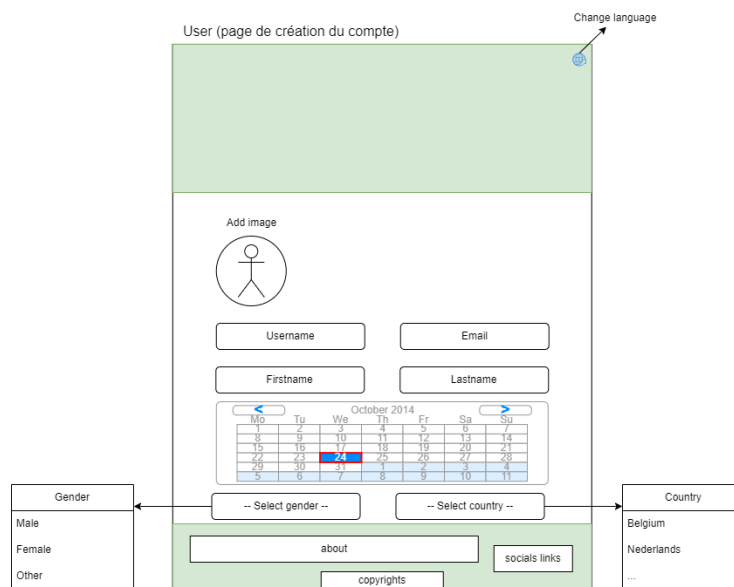 Change language
User (page de création du compte)
Add image
Username
Email
Firstname
Lastname
< October 2014 >
Mo Tu We Th Fr Sa Su
1 2 3 4 5 6 7
8 9 10 11 12 13 14
15 16 17 18 19 20 21
22 23 24 25 26 27 28
29 30 31 1 2 3 4
5 6 7 8 9 10 11
-- Select gender --
-- Select country --
Gender
Male
Female
Other
Country
Belgium
Nederlands
...
about
socials links
copyrights